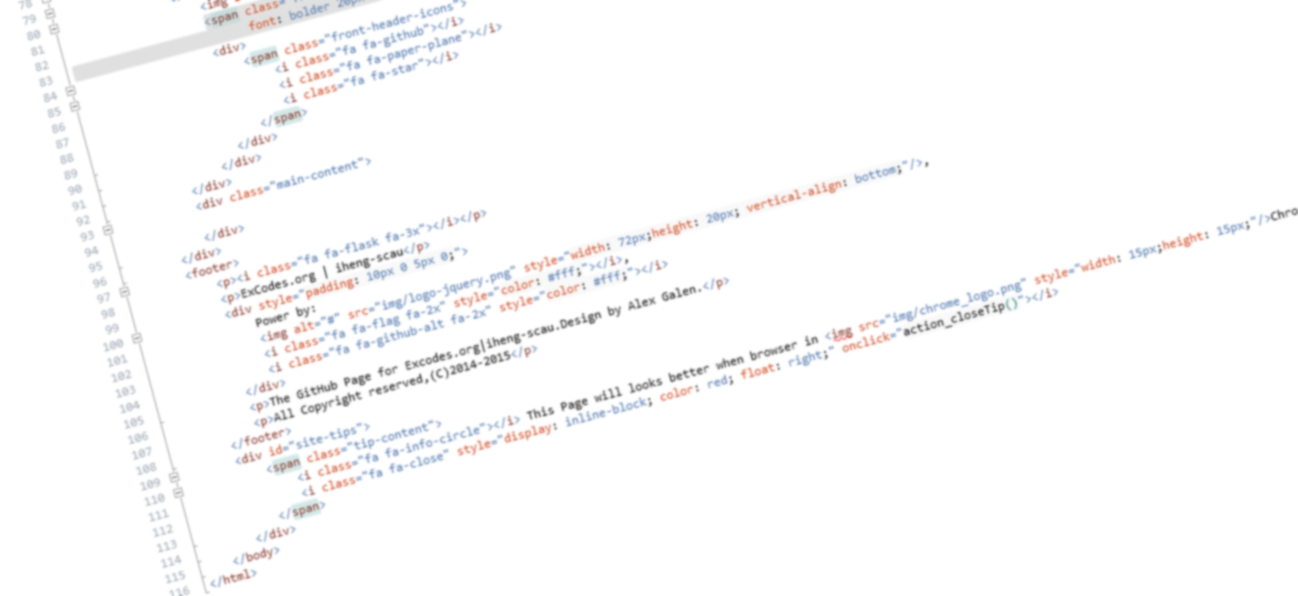 78
79
80
81 <img
82 <span class="
83 font: bolder 20px
84 <div>
85 <span class="front-header-icons">
86 <i class="fa fa-github"></i>
87 <i class="fa fa-paper-plane"></i>
88 <i class="fa fa-star"></i>
89 </span>
90 </div>
91 </div>
92 </div>
93 <div class="main-content">
94
95 </div>
96 </div>
97 <footer>
98 <p><i class="fa fa-flask fa-3x"></i></p>
99 <p>ExCodes.org | iheng-scau</p>
100 <div style="padding: 10px 0 5px 0;">
101 Power by:
102 <img alt="#" src="img/logo-jquery.png" style="width: 72px;height: 20px; vertical-align: bottom;"/>,
103 <i class="fa fa-flag fa-2x" style="color: #fff;"></i>,
104 <i class="fa fa-github-alt fa-2x" style="color: #fff;"></i>
105 </div>
106 <p>The GitHub Page for Excodes.org|iheng-scau.Design by Alex Galen.</p>
107 <p>All Copyright reserved,(C)2014-2015</p>
108 </footer>
109 <div id="site-tips">
110 <span class="tip-content">
111 <i class="fa fa-info-circle"></i> This Page will looks better when browser in <img src="img/chrome_logo.png" style="width: 15px;height: 15px;"/>Chro
112 <i class="fa fa-close" style="display: inline-block; color: red; float: right;" onclick="action_closeTip()"></i>
113 </span>
114 </div>
115 </body>
116 </html>